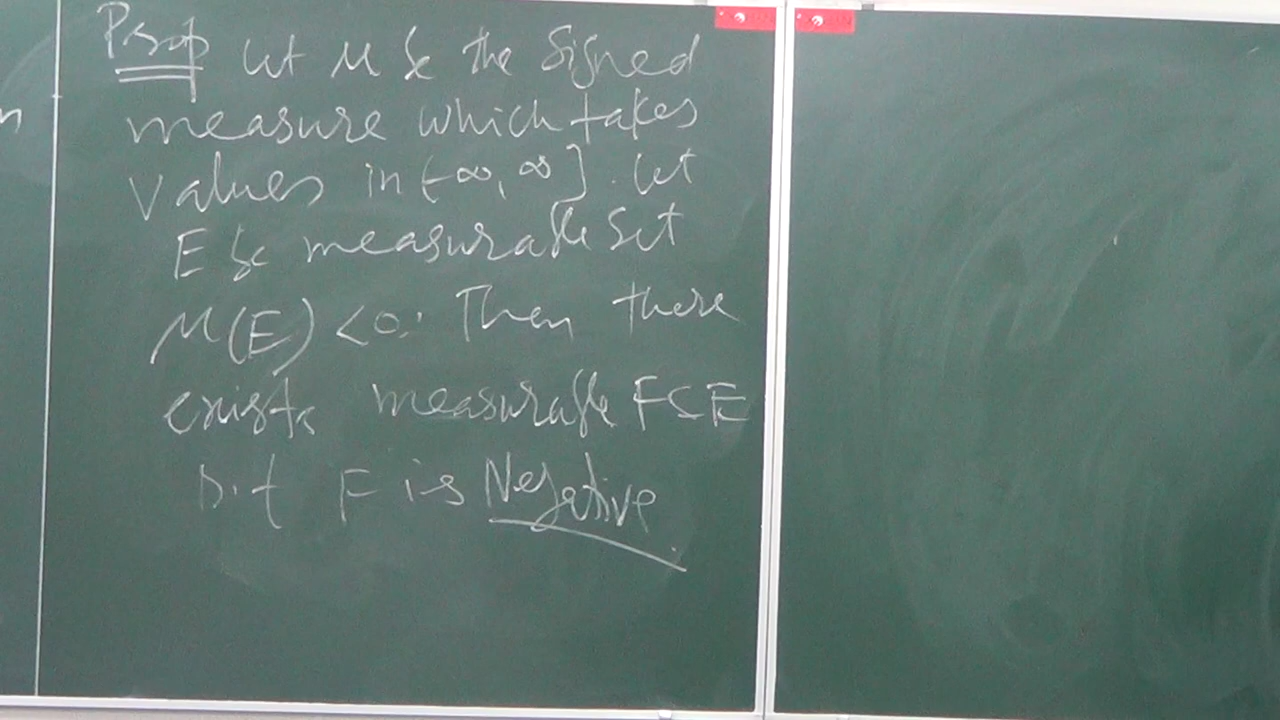 n
Prop Let μ be the Signed
measure which takes
values in (-∞, ∞]. Let
E be measurable Set
μ(E) < 0. Then there
exists measurable F ⊂ E
s.t F is Negative